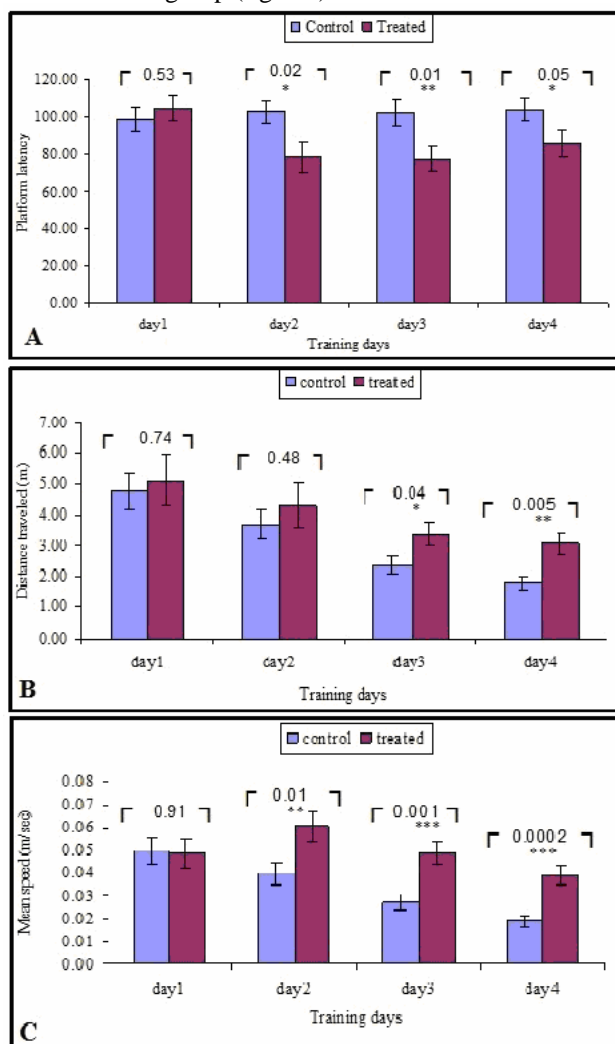 group
Control Treated
120.00
100.00
80.00
60.00
40.00
20.00
0.00
Platform latency
0.53 0.02 0.01 0.05
* ** *
day1 day2 day3 day4
Training days
A
control treated
7.00
6.00
5.00
4.00
3.00
2.00
1.00
0.00
Distance traveled (m)
0.74 0.48 0.04 0.005
* **
day1 day2 day3 day4
Training days
B
control treated
0.08
0.07
0.06
0.05
0.04
0.03
0.02
0.01
0.00
Mean speed (m/sec)
0.91 0.01 0.001 0.0002
** *** ***
day1 day2 day3 day4
Training days
C